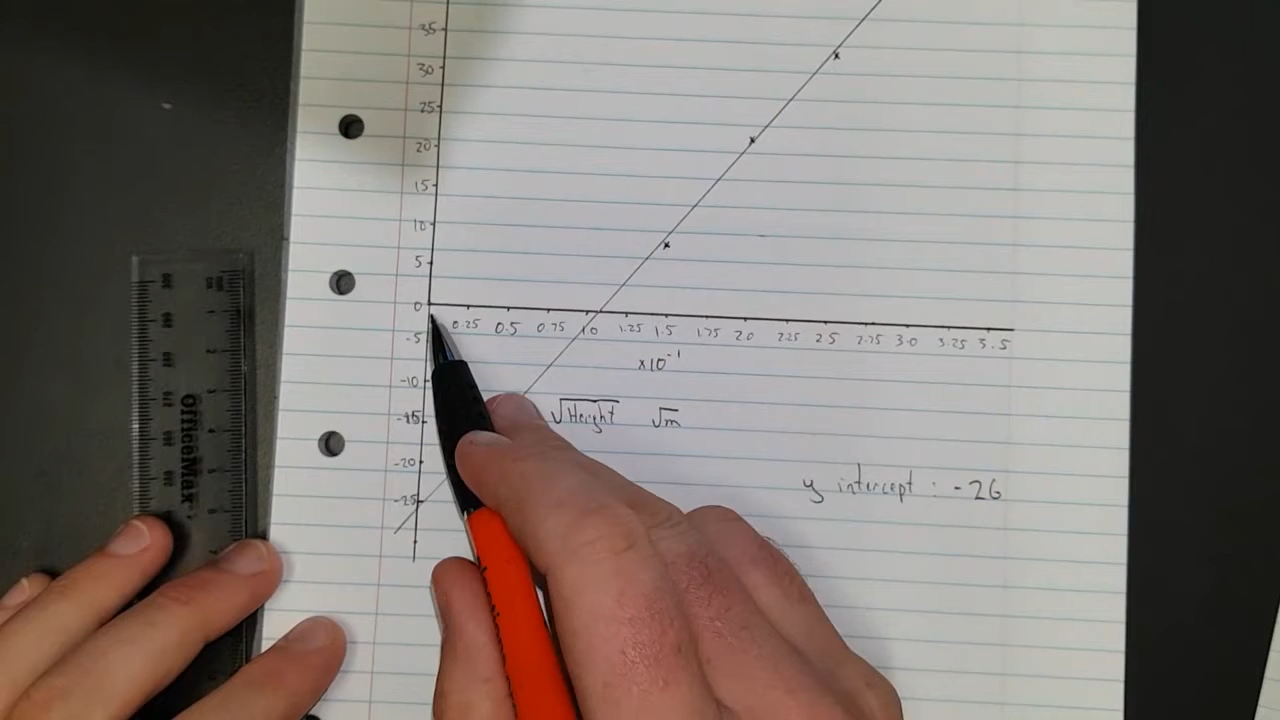 35
30
25
20
15
10
5
0
0.25 0.5 0.75 1.0 1.25 1.5 1.75 2.0 2.25 2.5 2.75 3.0 3.25 3.5
-5
x10⁻¹
-10
√Height √m
-15
-20
y intercept : -26
-25
OfficeMax